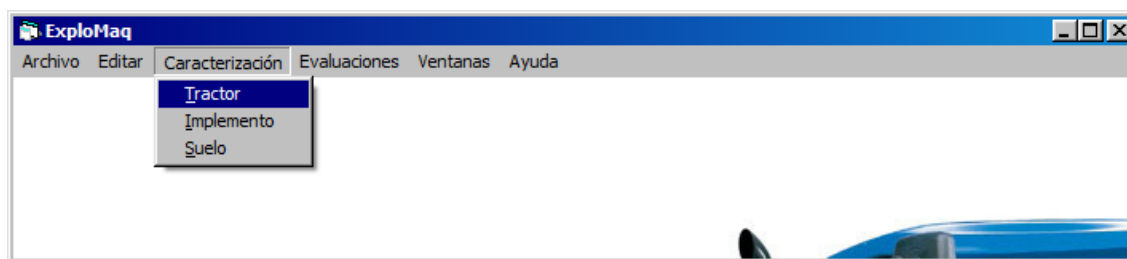 ExploMaq
Archivo Editar Caracterización Evaluaciones Ventanas Ayuda
Tractor
Implemento
Suelo